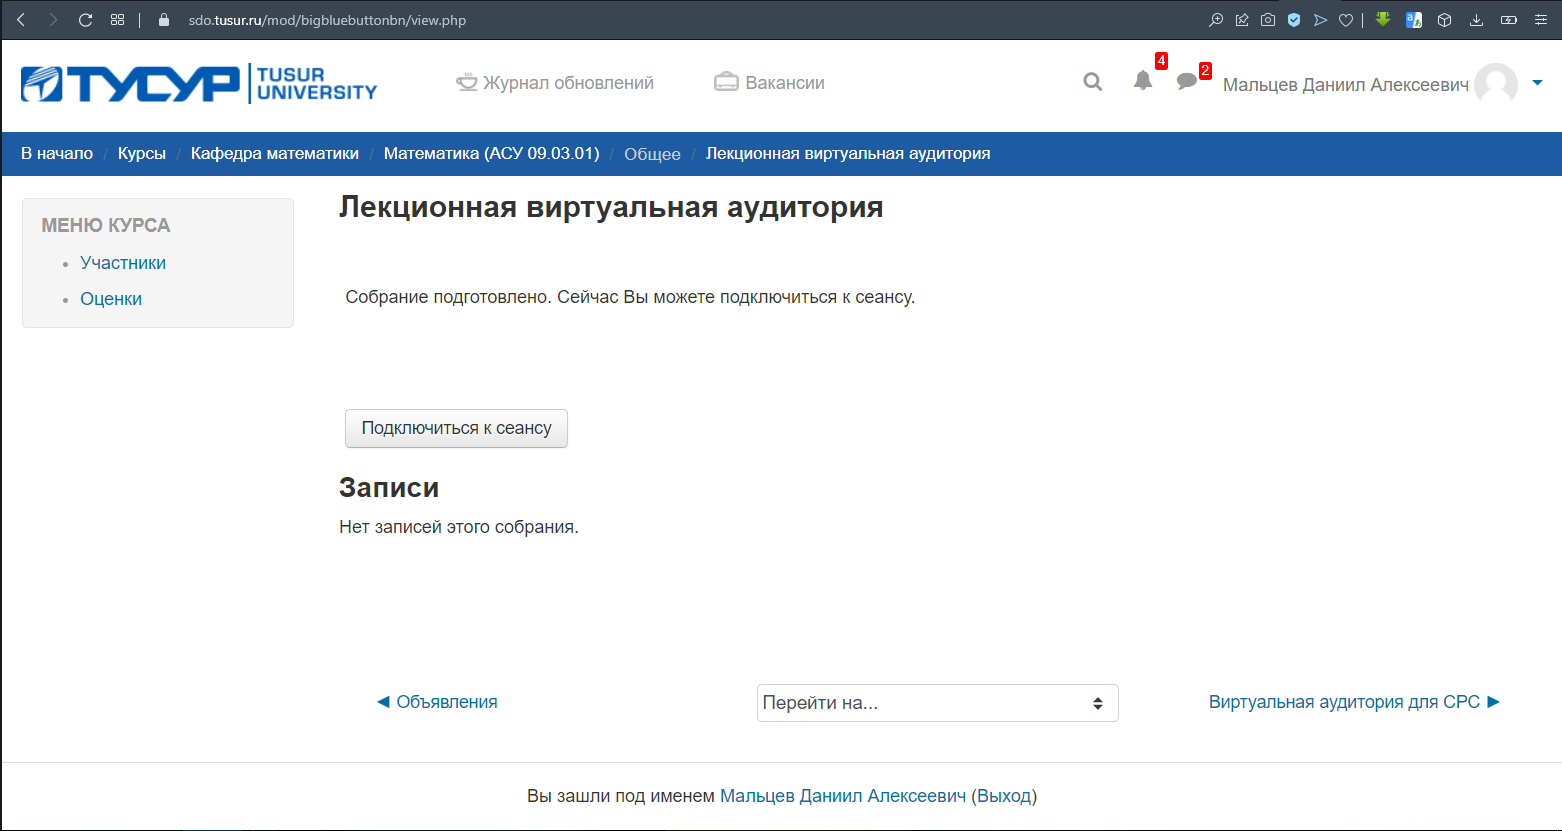 sdo.tusur.ru/mod/bigbluebuttonbn/view.php
ТУСУР TUSUR UNIVERSITY
Журнал обновлений
Вакансии
4
2
Мальцев Даниил Алексеевич
В начало / Курсы / Кафедра математики / Математика (АСУ 09.03.01) / Общее / Лекционная виртуальная аудитория
МЕНЮ КУРСА
Участники
Оценки
Лекционная виртуальная аудитория
Собрание подготовлено. Сейчас Вы можете подключиться к сеансу.
Подключиться к сеансу
Записи
Нет записей этого собрания.
◄ Объявления
Перейти на...
Виртуальная аудитория для СРС ►
Вы зашли под именем Мальцев Даниил Алексеевич (Выход)